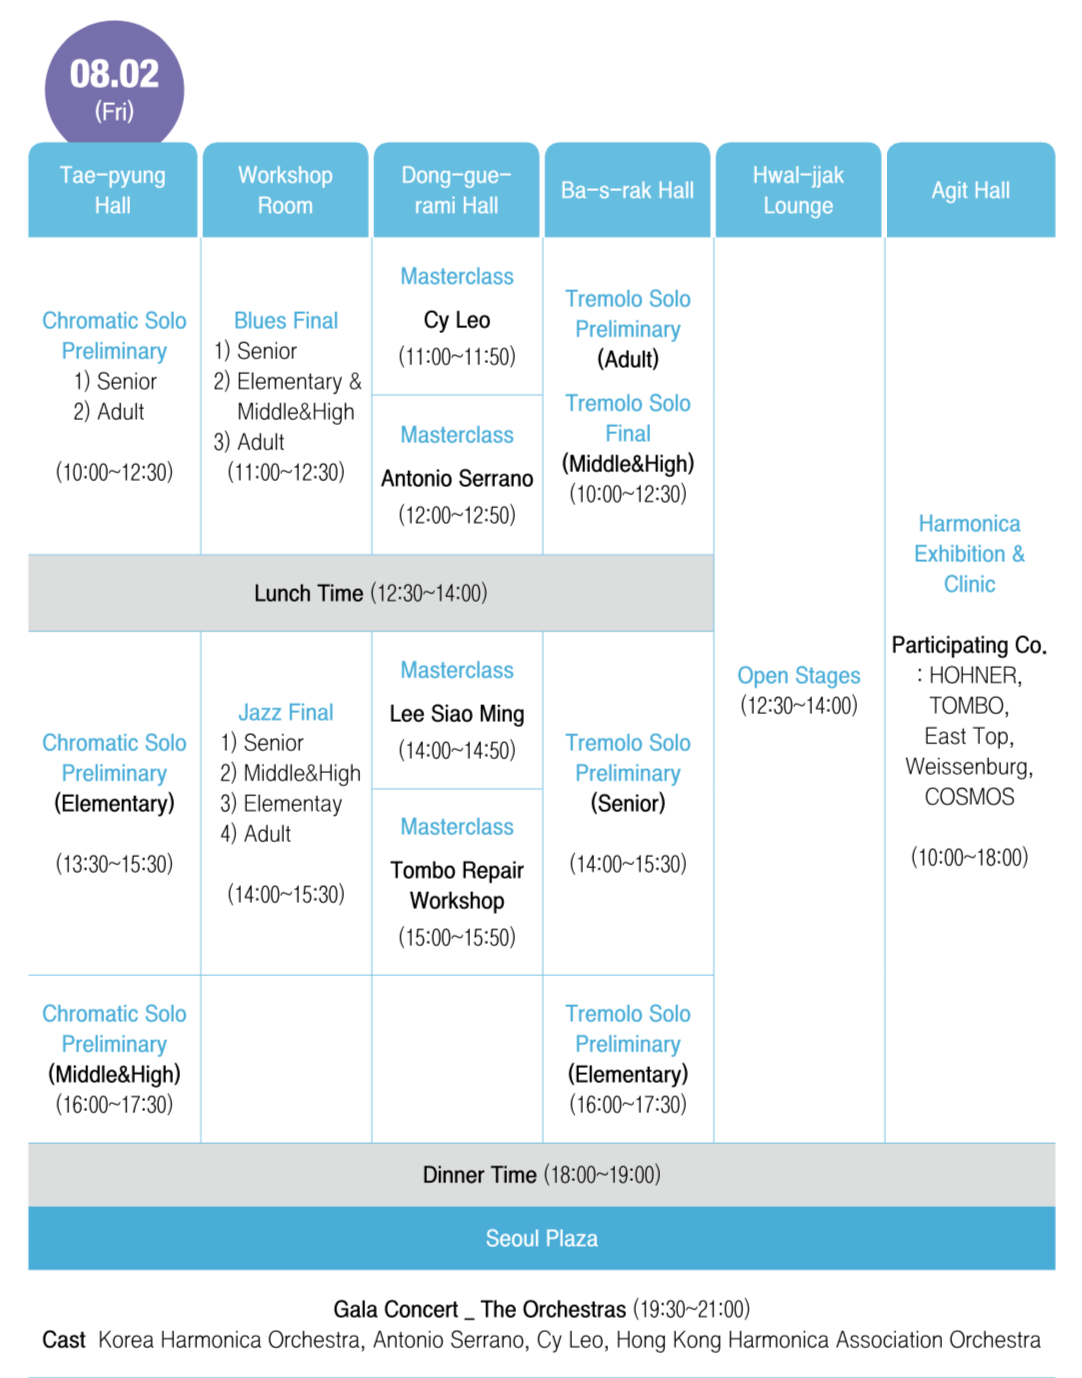 08.02
(Fri)
Tae-pyung
Hall
Workshop
Room
Dong-gue-
rami Hall
Ba-s-rak Hall
Hwal-jjak
Lounge
Agit Hall
Chromatic Solo
Preliminary
1) Senior
2) Adult
(10:00~12:30)
Blues Final
1) Senior
2) Elementary &
Middle&High
3) Adult
(11:00~12:30)
Masterclass
Cy Leo
(11:00~11:50)
Masterclass
Antonio Serrano
(12:00~12:50)
Tremolo Solo
Preliminary
(Adult)
Tremolo Solo
Final
(Middle&High)
(10:00~12:30)
Lunch Time (12:30~14:00)
Chromatic Solo
Preliminary
(Elementary)
(13:30~15:30)
Jazz Final
1) Senior
2) Middle&High
3) Elementay
4) Adult
(14:00~15:30)
Masterclass
Lee Siao Ming
(14:00~14:50)
Masterclass
Tombo Repair
Workshop
(15:00~15:50)
Tremolo Solo
Preliminary
(Senior)
(14:00~15:30)
Chromatic Solo
Preliminary
(Middle&High)
(16:00~17:30)
Tremolo Solo
Preliminary
(Elementary)
(16:00~17:30)
Open Stages
(12:30~14:00)
Harmonica
Exhibition &
Clinic
Participating Co.
: HOHNER,
TOMBO,
East Top,
Weissenburg,
COSMOS
(10:00~18:00)
Dinner Time (18:00~19:00)
Seoul Plaza
Gala Concert _ The Orchestras (19:30~21:00)
Cast Korea Harmonica Orchestra, Antonio Serrano, Cy Leo, Hong Kong Harmonica Association Orchestra